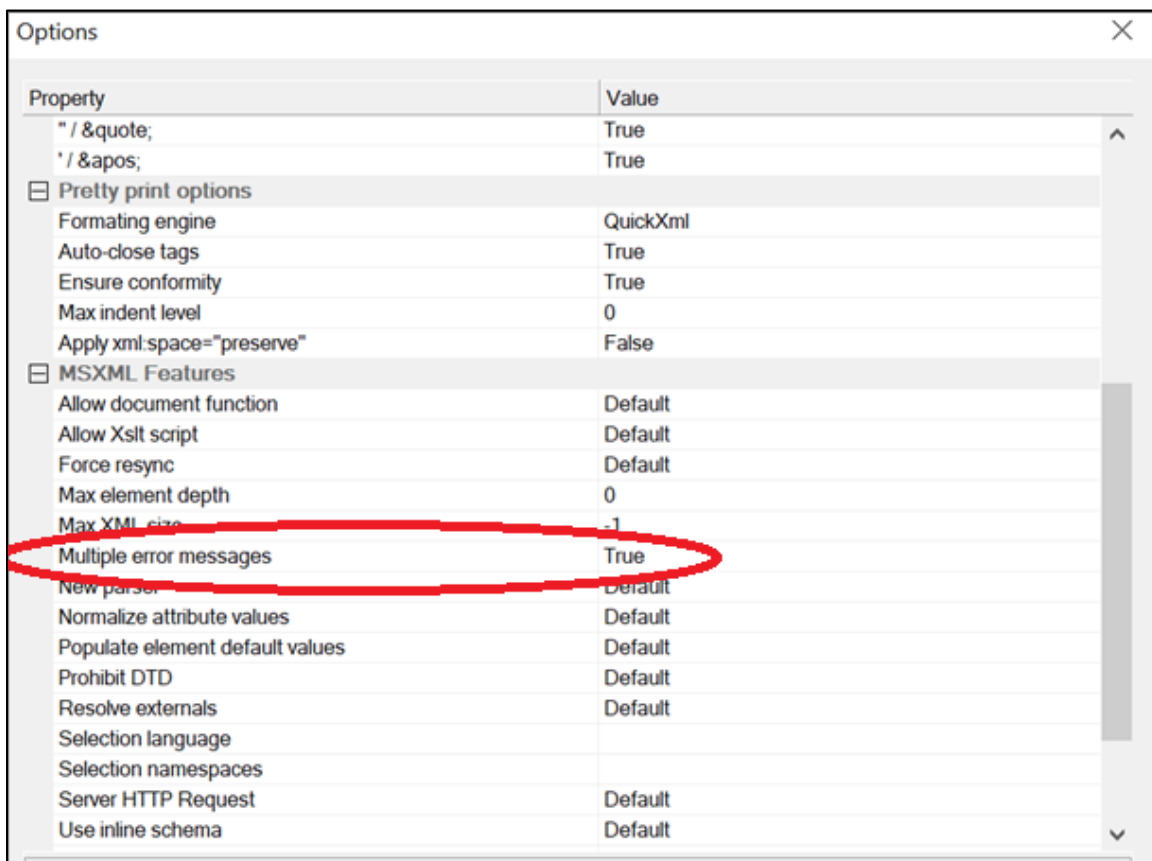 Options
Property Value
" / &quote; True
' / &apos; True
Pretty print options
Formating engine QuickXml
Auto-close tags True
Ensure conformity True
Max indent level 0
Apply xml:space="preserve" False
MSXML Features
Allow document function Default
Allow Xslt script Default
Force resync Default
Max element depth 0
Max XML size -1
Multiple error messages True
New parser Default
Normalize attribute values Default
Populate element default values Default
Prohibit DTD Default
Resolve externals Default
Selection language
Selection namespaces
Server HTTP Request Default
Use inline schema Default